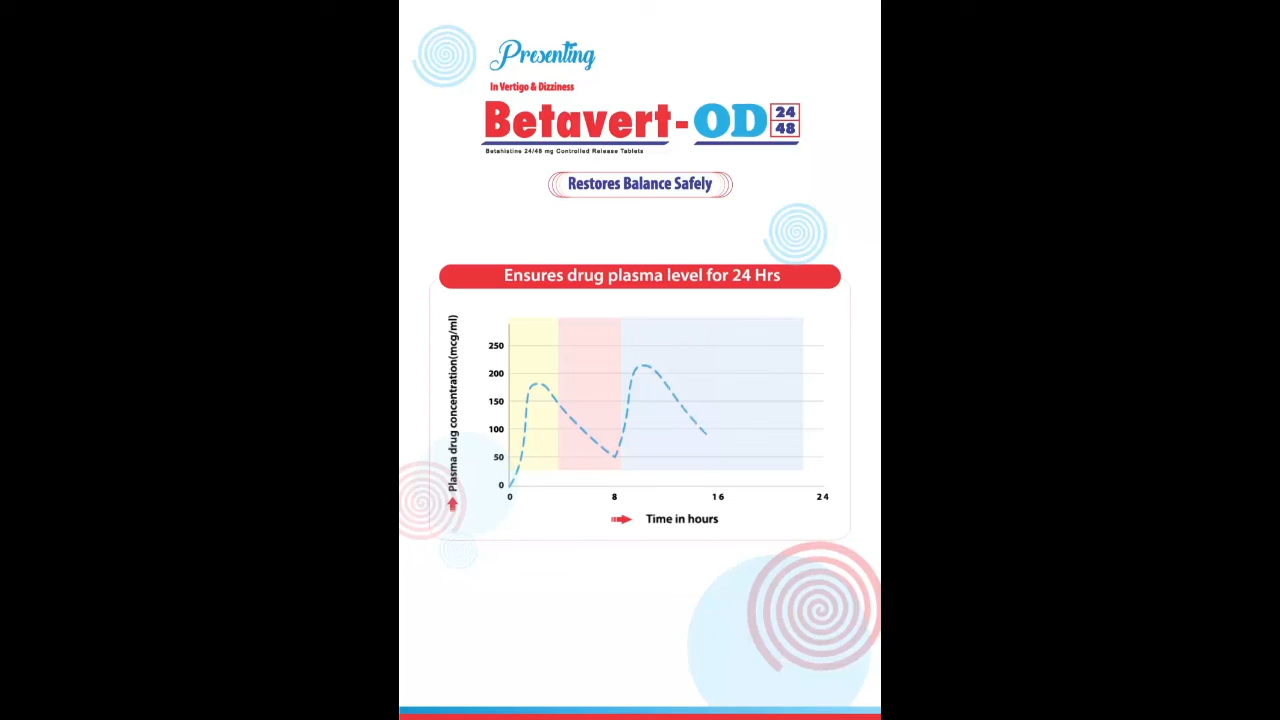 Presenting
In Vertigo & Dizziness
Betavert-OD 24 48
Betahistine 24/48 mg Controlled Release Tablets
Restores Balance Safely
Ensures drug plasma level for 24 Hrs
Plasma drug concentration(mcg/ml)
250
200
150
100
50
0
0 8 16 24
Time in hours